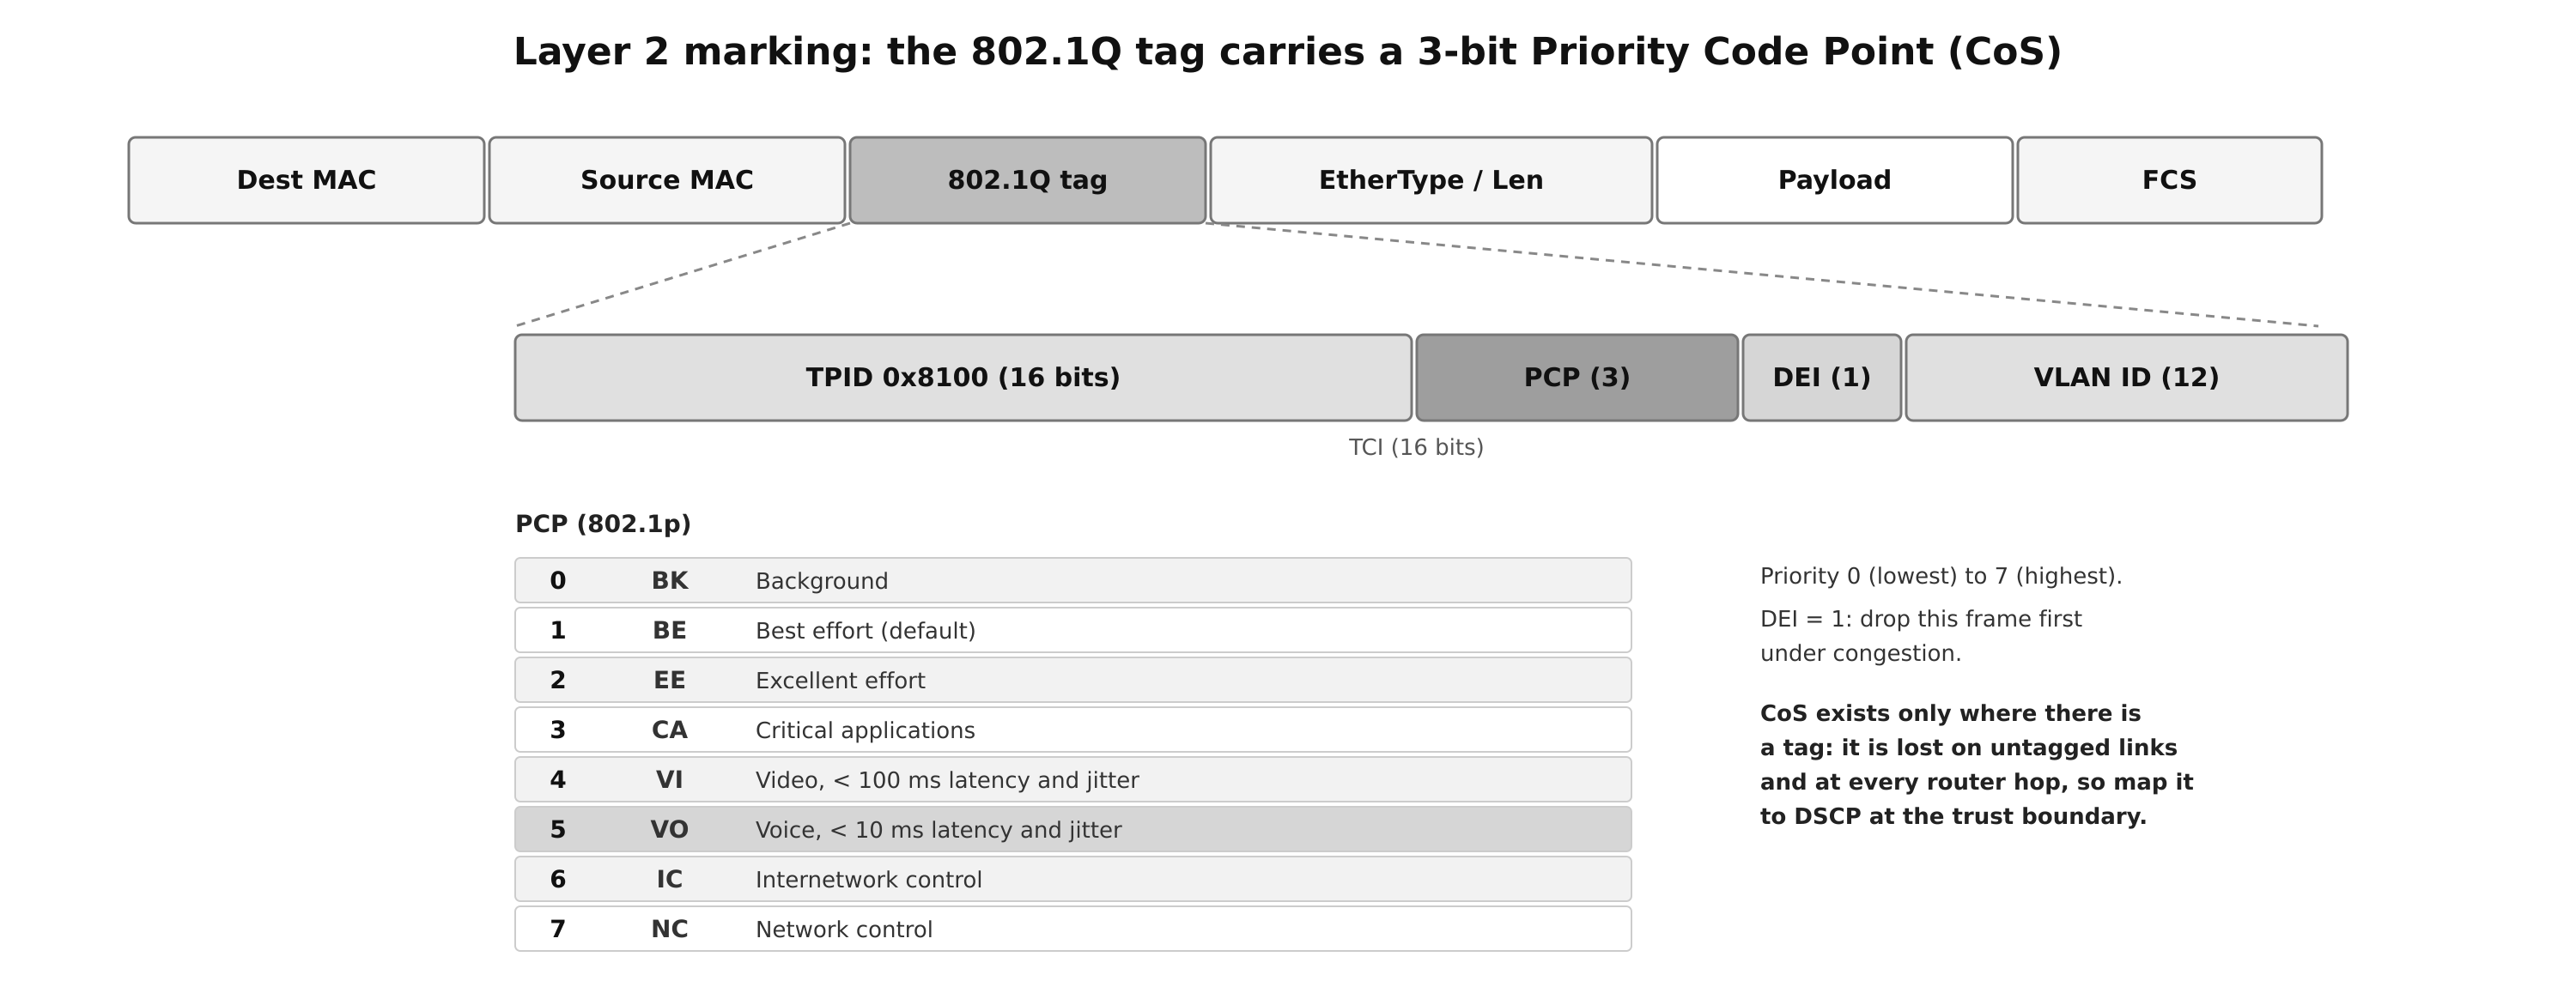 Layer 2 marking: the 802.1Q tag carries a 3-bit Priority Code Point (CoS)
Dest MAC
Source MAC
802.1Q tag
EtherType / Len
Payload
FCS
TPID 0x8100 (16 bits)
PCP (3)
DEI (1)
VLAN ID (12)
TCI (16 bits)
PCP (802.1p)
0 BK Background
1 BE Best effort (default)
2 EE Excellent effort
3 CA Critical applications
4 VI Video, < 100 ms latency and jitter
5 VO Voice, < 10 ms latency and jitter
6 IC Internetwork control
7 NC Network control
Priority 0 (lowest) to 7 (highest).
DEI = 1: drop this frame first
under congestion.
CoS exists only where there is
a tag: it is lost on untagged links
and at every router hop, so map it
to DSCP at the trust boundary.